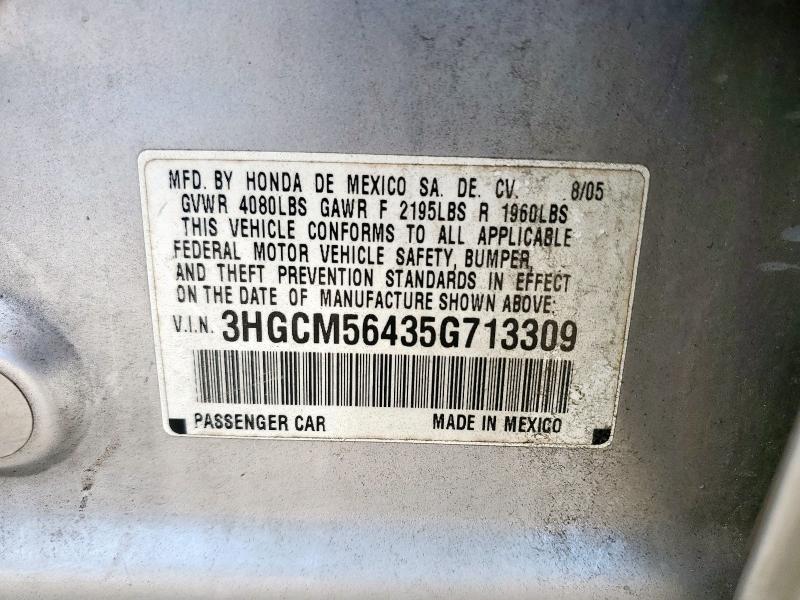 MFD. BY HONDA DE MEXICO SA. DE. CV. 8/05
GVWR 4080LBS GAWR F 2195LBS R 1960LBS
THIS VEHICLE CONFORMS TO ALL APPLICABLE
FEDERAL MOTOR VEHICLE SAFETY, BUMPER,
AND THEFT PREVENTION STANDARDS IN EFFECT
ON THE DATE OF MANUFACTURE SHOWN ABOVE:
V.I.N. 3HGCM56435G713309
PASSENGER CAR MADE IN MEXICO